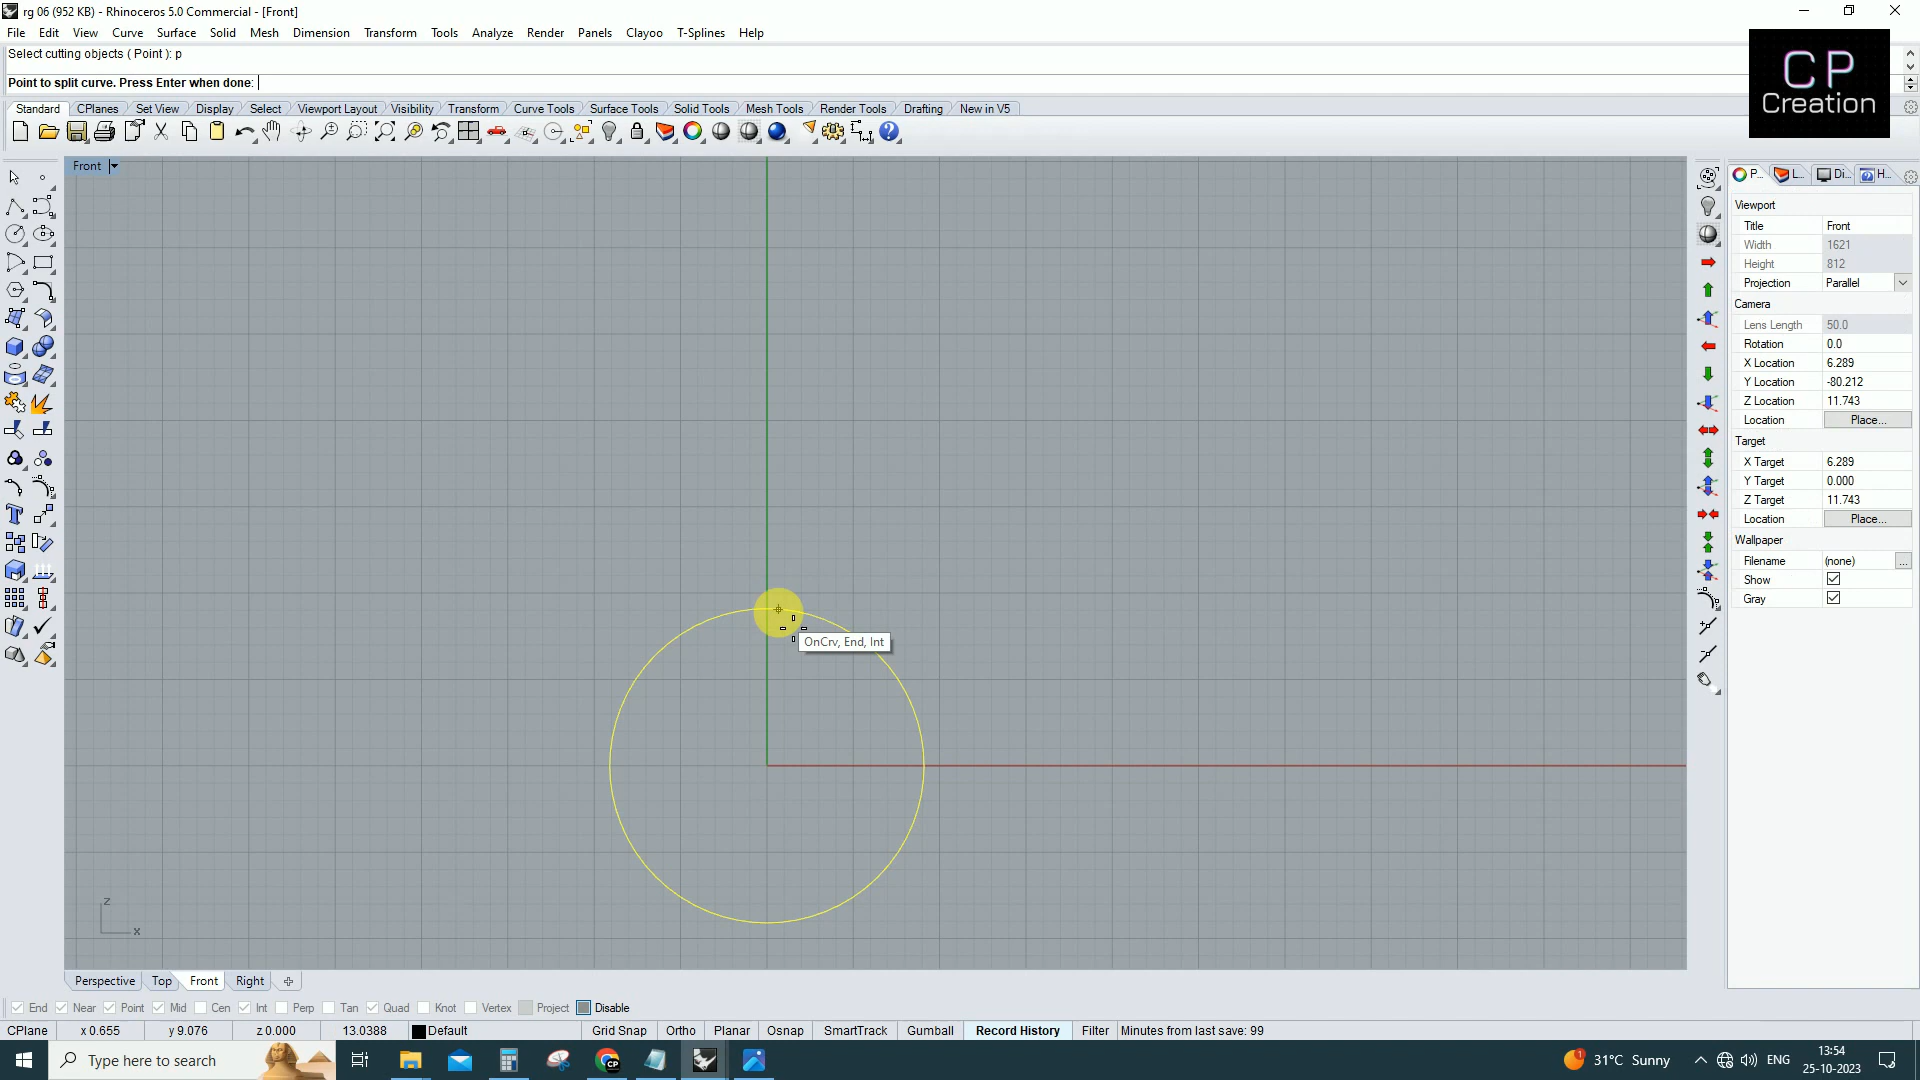 rg 06 (952 KB) - Rhinoceros 5.0 Commercial - [Front]
File Edit View Curve Surface Solid Mesh Dimension Transform Tools Analyze Render Panels Clayoo T-Splines Help
Select cutting objects ( Point ): p
Point to split curve. Press Enter when done:
CP
Creation
Standard CPlanes Set View Display Select Viewport Layout Visibility Transform Curve Tools Surface Tools Solid Tools Mesh Tools Render Tools Drafting New in V5
Front
P... L... Di... H...
Viewport
Title Front
Width 1621
Height 812
Projection Parallel
Camera
Lens Length 50.0
Rotation 0.0
X Location 6.289
Y Location -80.212
Z Location 11.743
Location Place...
Target
X Target 6.289
Y Target 0.000
Z Target 11.743
Location Place...
Wallpaper
Filename (none) ...
Show
Gray
OnCrv, End, Int
z
x
Perspective Top Front Right
End Near Point Mid Cen Int Perp Tan Quad Knot Vertex Project Disable
CPlane x 0.655 y 9.076 z 0.000 13.0388 Default Grid Snap Ortho Planar Osnap SmartTrack Gumball Record History Filter Minutes from last save: 99
Type here to search
CP
1
31°C Sunny
ENG
13:54
25-10-2023